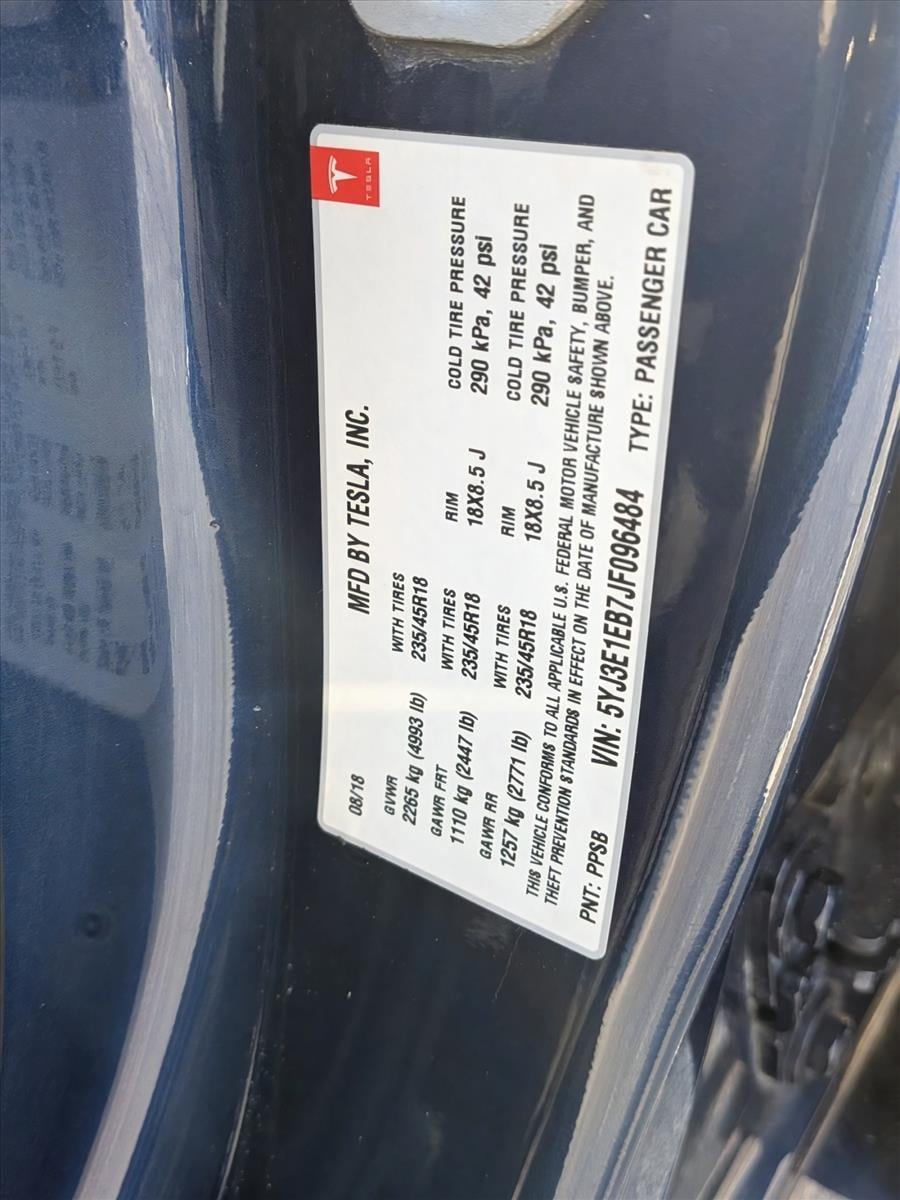 TESLA
MFD BY TESLA, INC.
08/18
GVWR
2265 kg (4993 lb)
WITH TIRES
235/45R18
GAWR FRT
1110 kg (2447 lb)
WITH TIRES
235/45R18
RIM
18X8.5 J
COLD TIRE PRESSURE
290 kPa, 42 psi
GAWR RR
1257 kg (2771 lb)
WITH TIRES
235/45R18
RIM
18X8.5 J
COLD TIRE PRESSURE
290 kPa, 42 psi
THIS VEHICLE CONFORMS TO ALL APPLICABLE U.S. FEDERAL MOTOR VEHICLE SAFETY, BUMPER, AND
THEFT PREVENTION STANDARDS IN EFFECT ON THE DATE OF MANUFACTURE SHOWN ABOVE.
PNT: PPSB VIN: 5YJ3E1EB7JF096484 TYPE: PASSENGER CAR